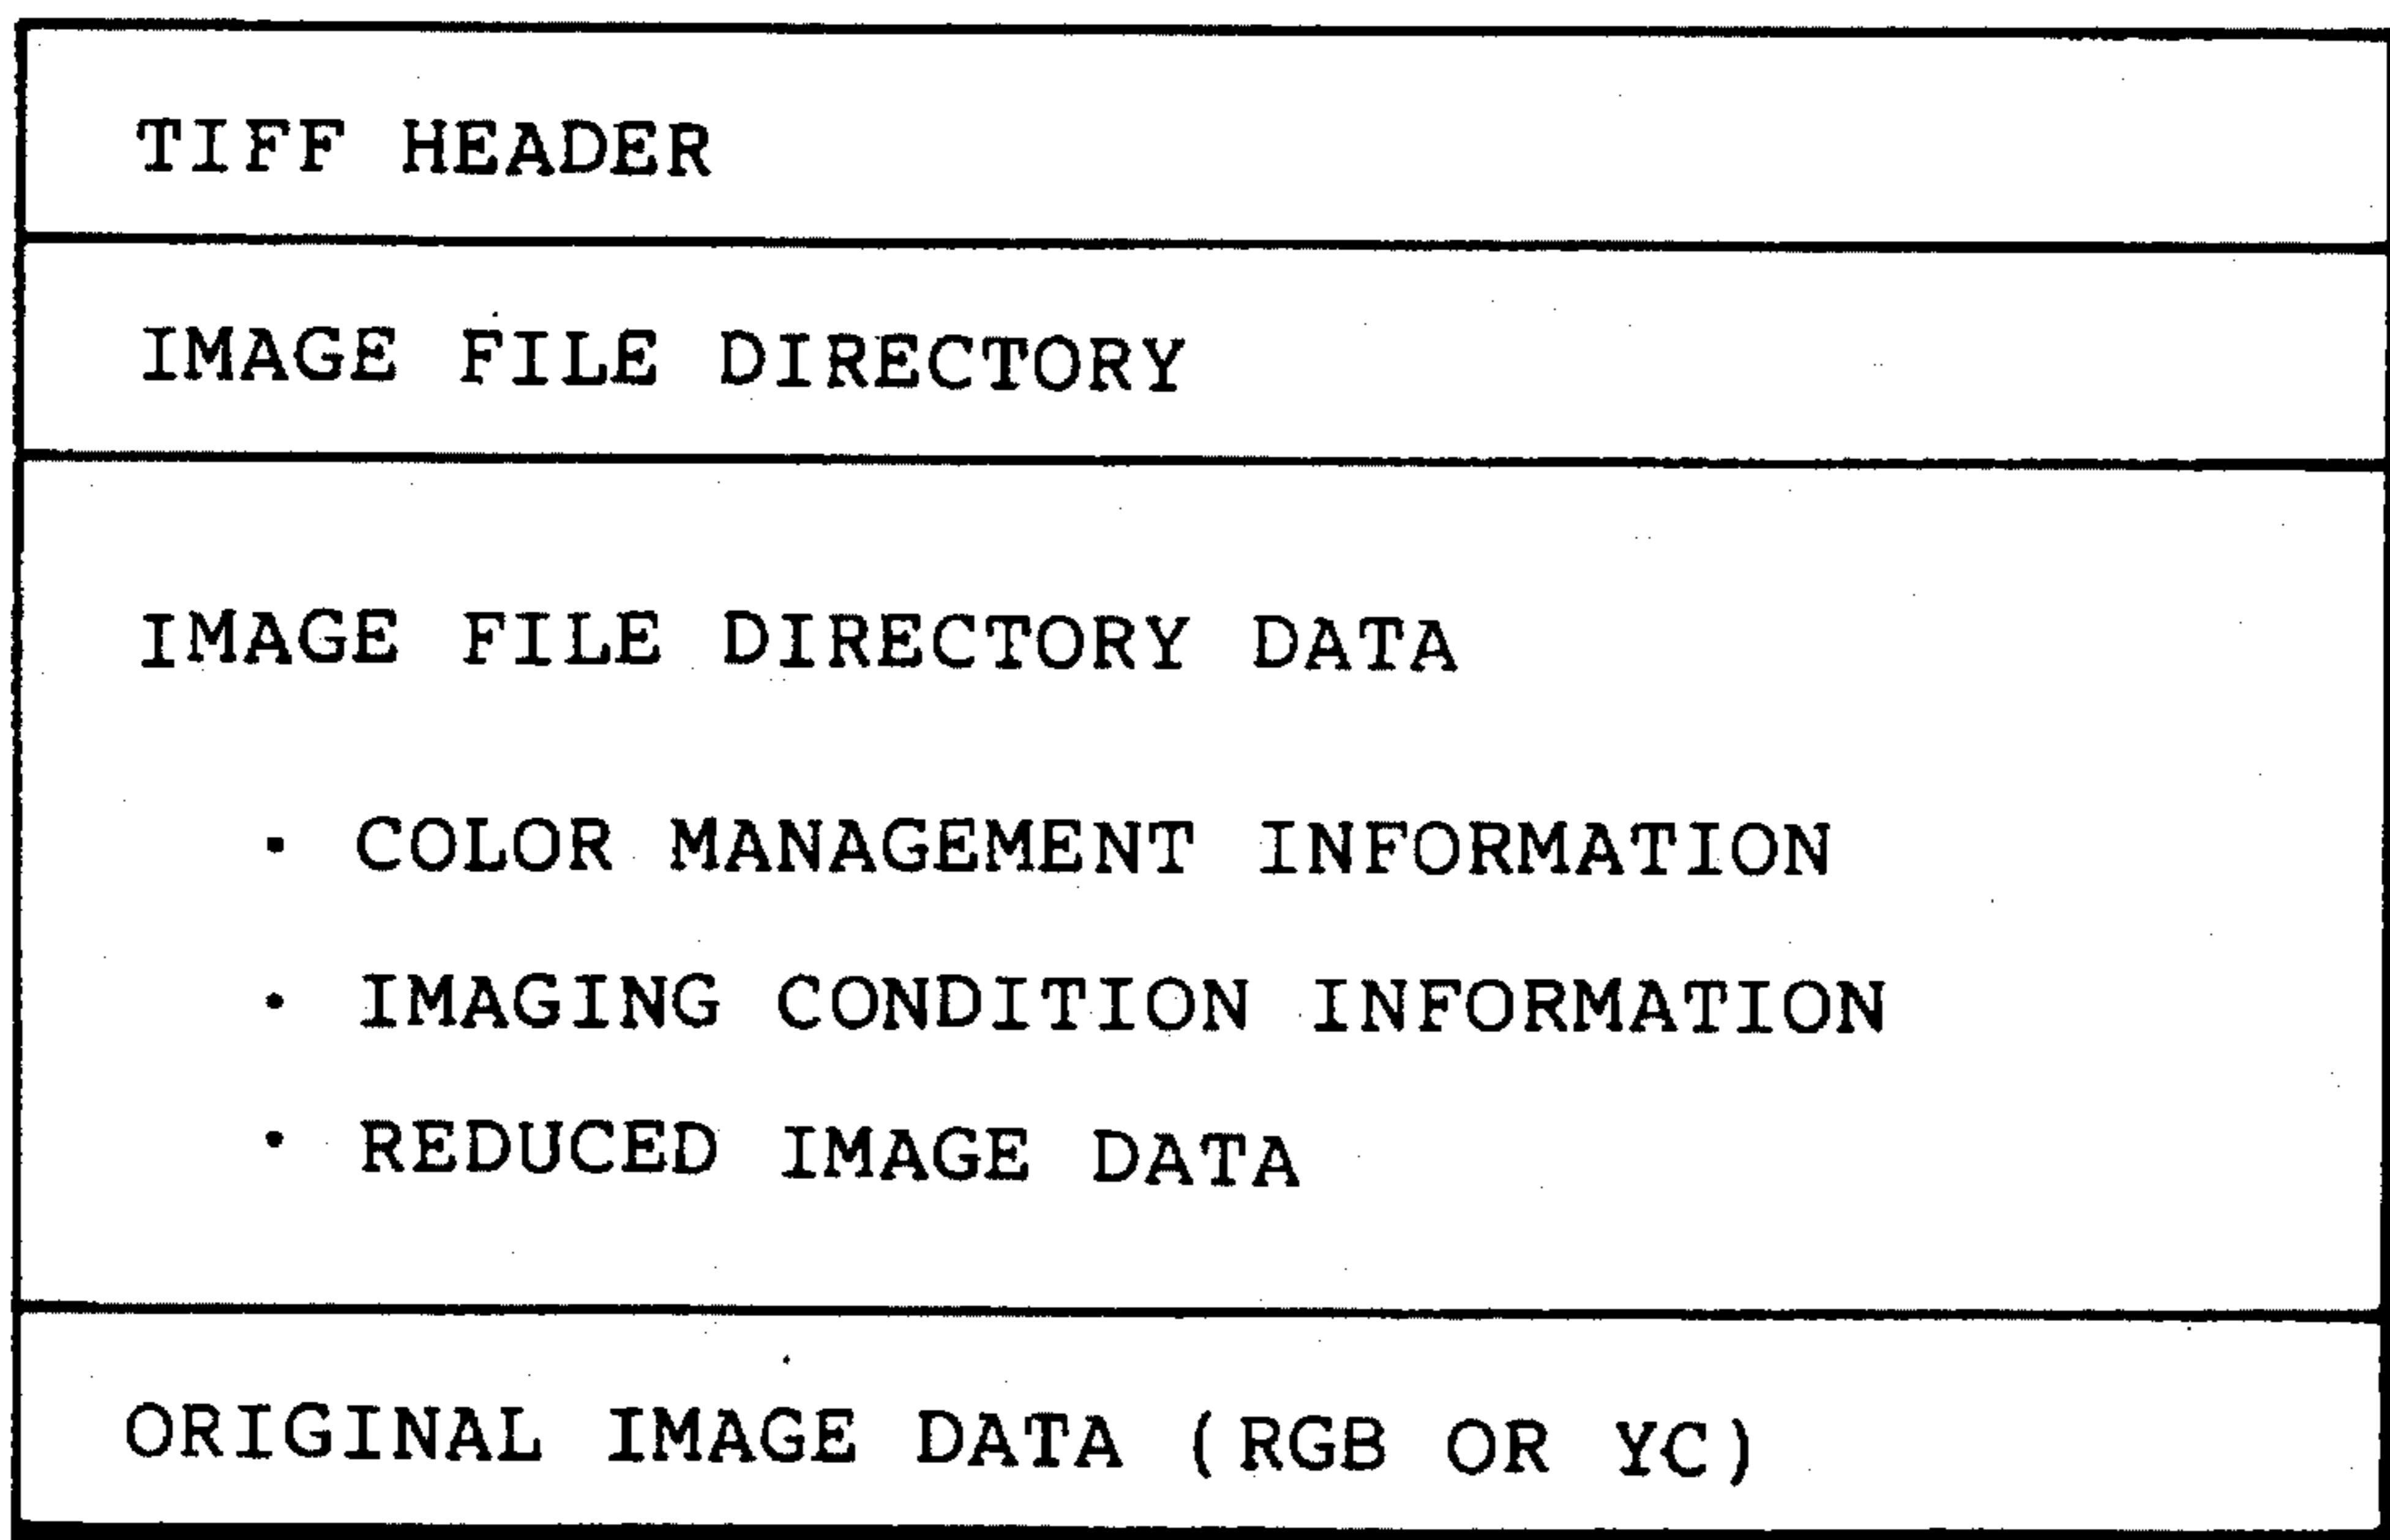 TIFF HEADER
IMAGE FILE DIRECTORY
IMAGE FILE DIRECTORY DATA
・ COLOR MANAGEMENT INFORMATION
・ IMAGING CONDITION INFORMATION
・ REDUCED IMAGE DATA
ORIGINAL IMAGE DATA (RGB OR YC)